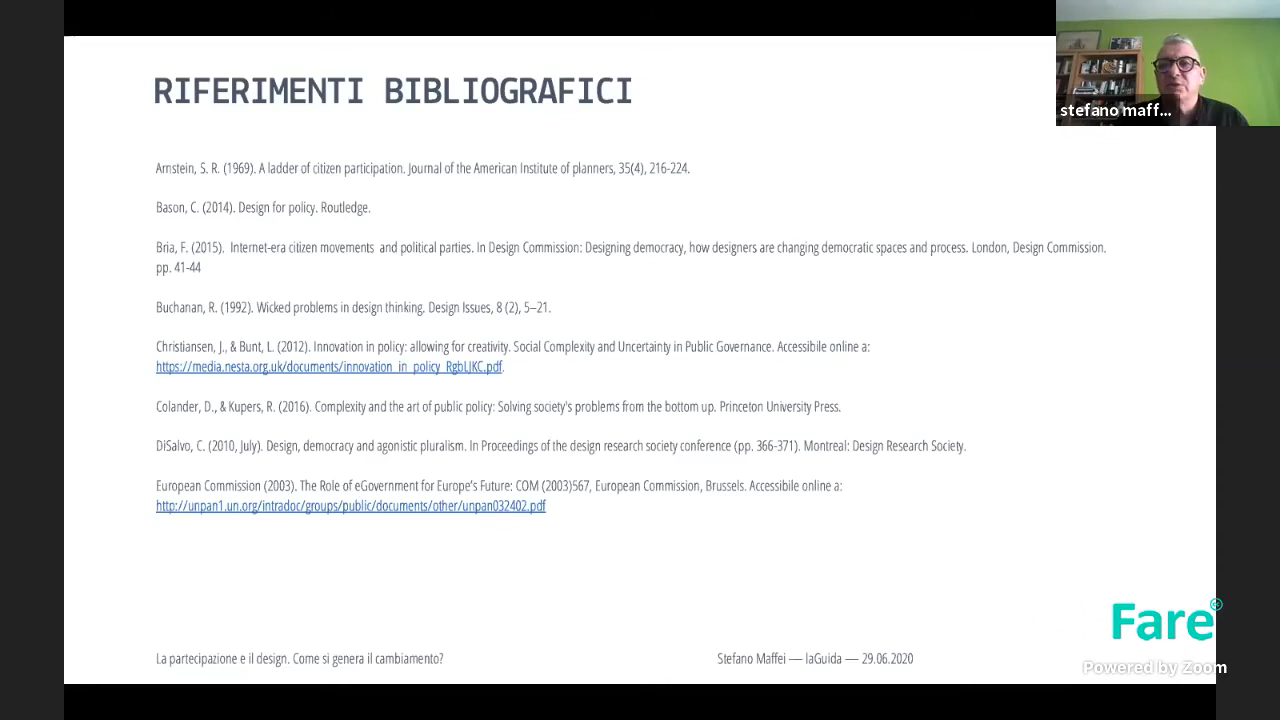 RIFERIMENTI BIBLIOGRAFICI
stefano maff...
Arnstein, S. R. (1969). A ladder of citizen participation. Journal of the American Institute of planners, 35(4), 216-224.
Bason, C. (2014). Design for policy. Routledge.
Bria, F. (2015).  Internet-era citizen movements  and political parties. In Design Commission: Designing democracy, how designers are changing democratic spaces and process. London, Design Commission.
pp. 41-44
Buchanan, R. (1992). Wicked problems in design thinking. Design Issues, 8 (2), 5–21.
Christiansen, J., & Bunt, L. (2012). Innovation in policy: allowing for creativity. Social Complexity and Uncertainty in Public Governance. Accessibile online a:
https://media.nesta.org.uk/documents/innovation_in_policy_RgbLJKC.pdf.
Colander, D., & Kupers, R. (2016). Complexity and the art of public policy: Solving society's problems from the bottom up. Princeton University Press.
DiSalvo, C. (2010, July). Design, democracy and agonistic pluralism. In Proceedings of the design research society conference (pp. 366-371). Montreal: Design Research Society.
European Commission (2003). The Role of eGovernment for Europe’s Future: COM (2003)567, European Commission, Brussels. Accessibile online a:
http://unpan1.un.org/intradoc/groups/public/documents/other/unpan032402.pdf
Fare
La partecipazione e il design. Come si genera il cambiamento?
Stefano Maffei — laGuida — 29.06.2020
Powered by Zoom